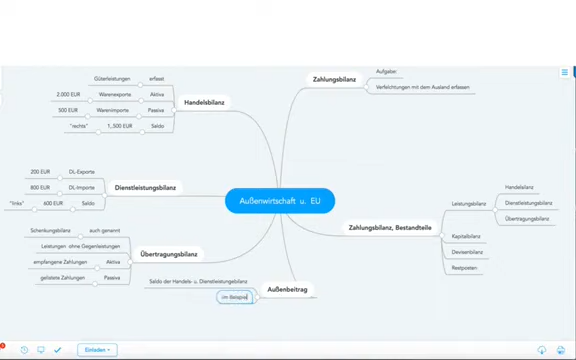 Güterleistungen erfasst
2.000 EUR Warenexporte Aktiva
500 EUR Warenimporte Passiva
"rechts" 1.500 EUR Saldo
Handelsbilanz
200 EUR DL-Exporte
800 EUR DL-Importe
"links" 600 EUR Saldo
Dienstleistungsbilanz
Schenkungsbilanz auch genannt
Leistungen ohne Gegenleistungen
empfangene Zahlungen Aktiva
geleistete Zahlungen Passiva
Übertragungsbilanz
Saldo der Handels- u. Dienstleistungsbilanz
im Beispiel
Außenbeitrag
Außenwirtschaft u. EU
Zahlungsbilanz
Aufgabe:
Verflechtungen mit dem Ausland erfassen
Zahlungsbilanz, Bestandteile
Leistungsbilanz
Handelsbilanz
Dienstleistungsbilanz
Übertragungsbilanz
Kapitalbilanz
Devisenbilanz
Restposten
Einladen